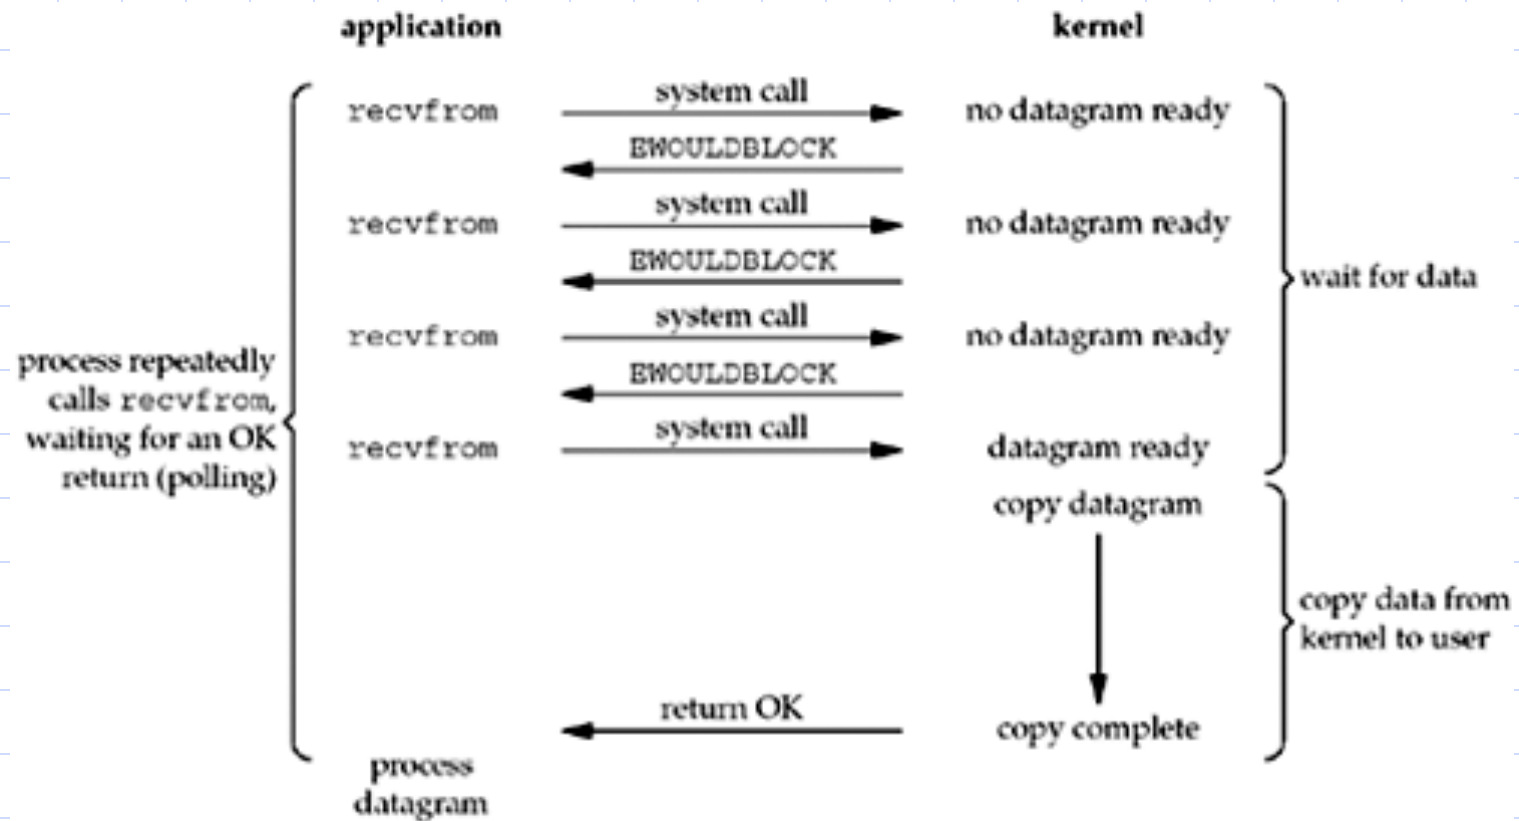 application kernel
recvfrom system call no datagram ready
EWOULDBLOCK
recvfrom system call no datagram ready
EWOULDBLOCK
wait for data
recvfrom system call no datagram ready
EWOULDBLOCK
recvfrom system call datagram ready
process repeatedly
calls recvfrom,
waiting for an OK
return (polling)
copy datagram
copy data from
kernel to user
return OK copy complete
process
datagram